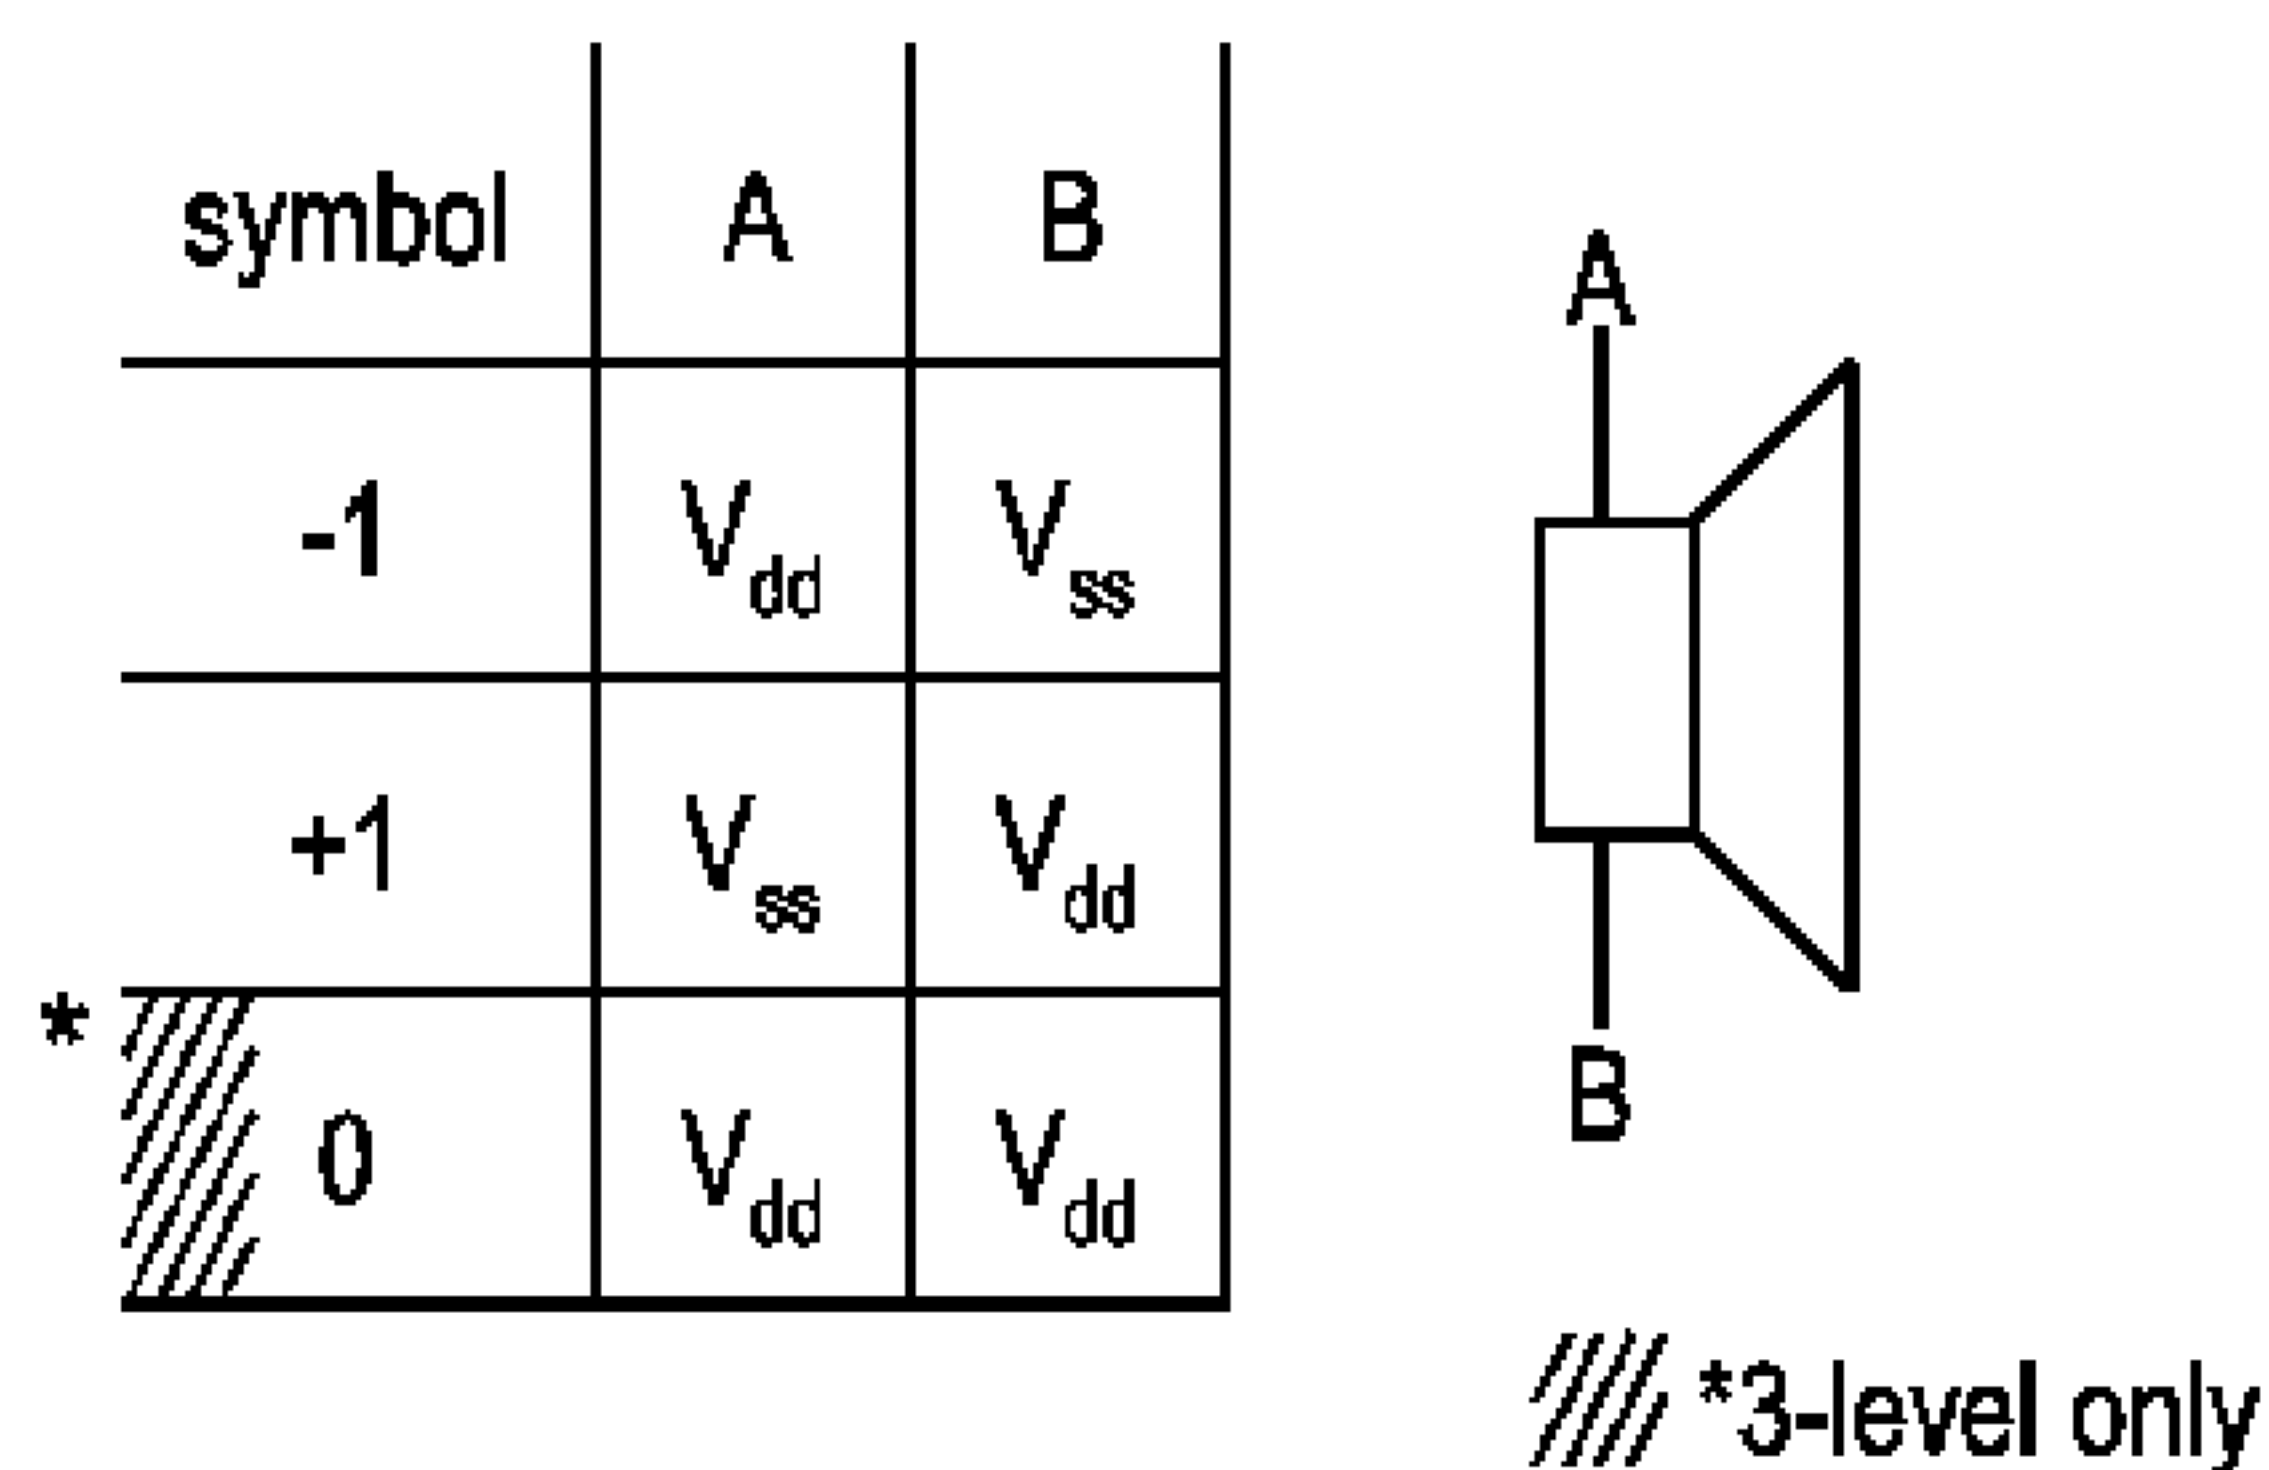 symbol A B
-1 Vdd Vss
+1 Vss Vdd
* 0 Vdd Vdd
A
B
*3-level only